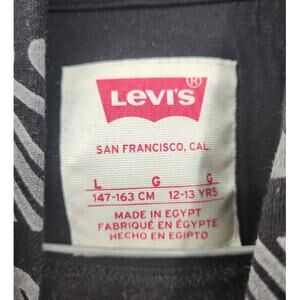 LEVI'S ®
SAN FRANCISCO, CAL.
L G G
147-163 CM 12-13 YRS
MADE IN EGYPT
FABRIQUÉ EN ÉGYPTE
HECHO EN EGIPTO